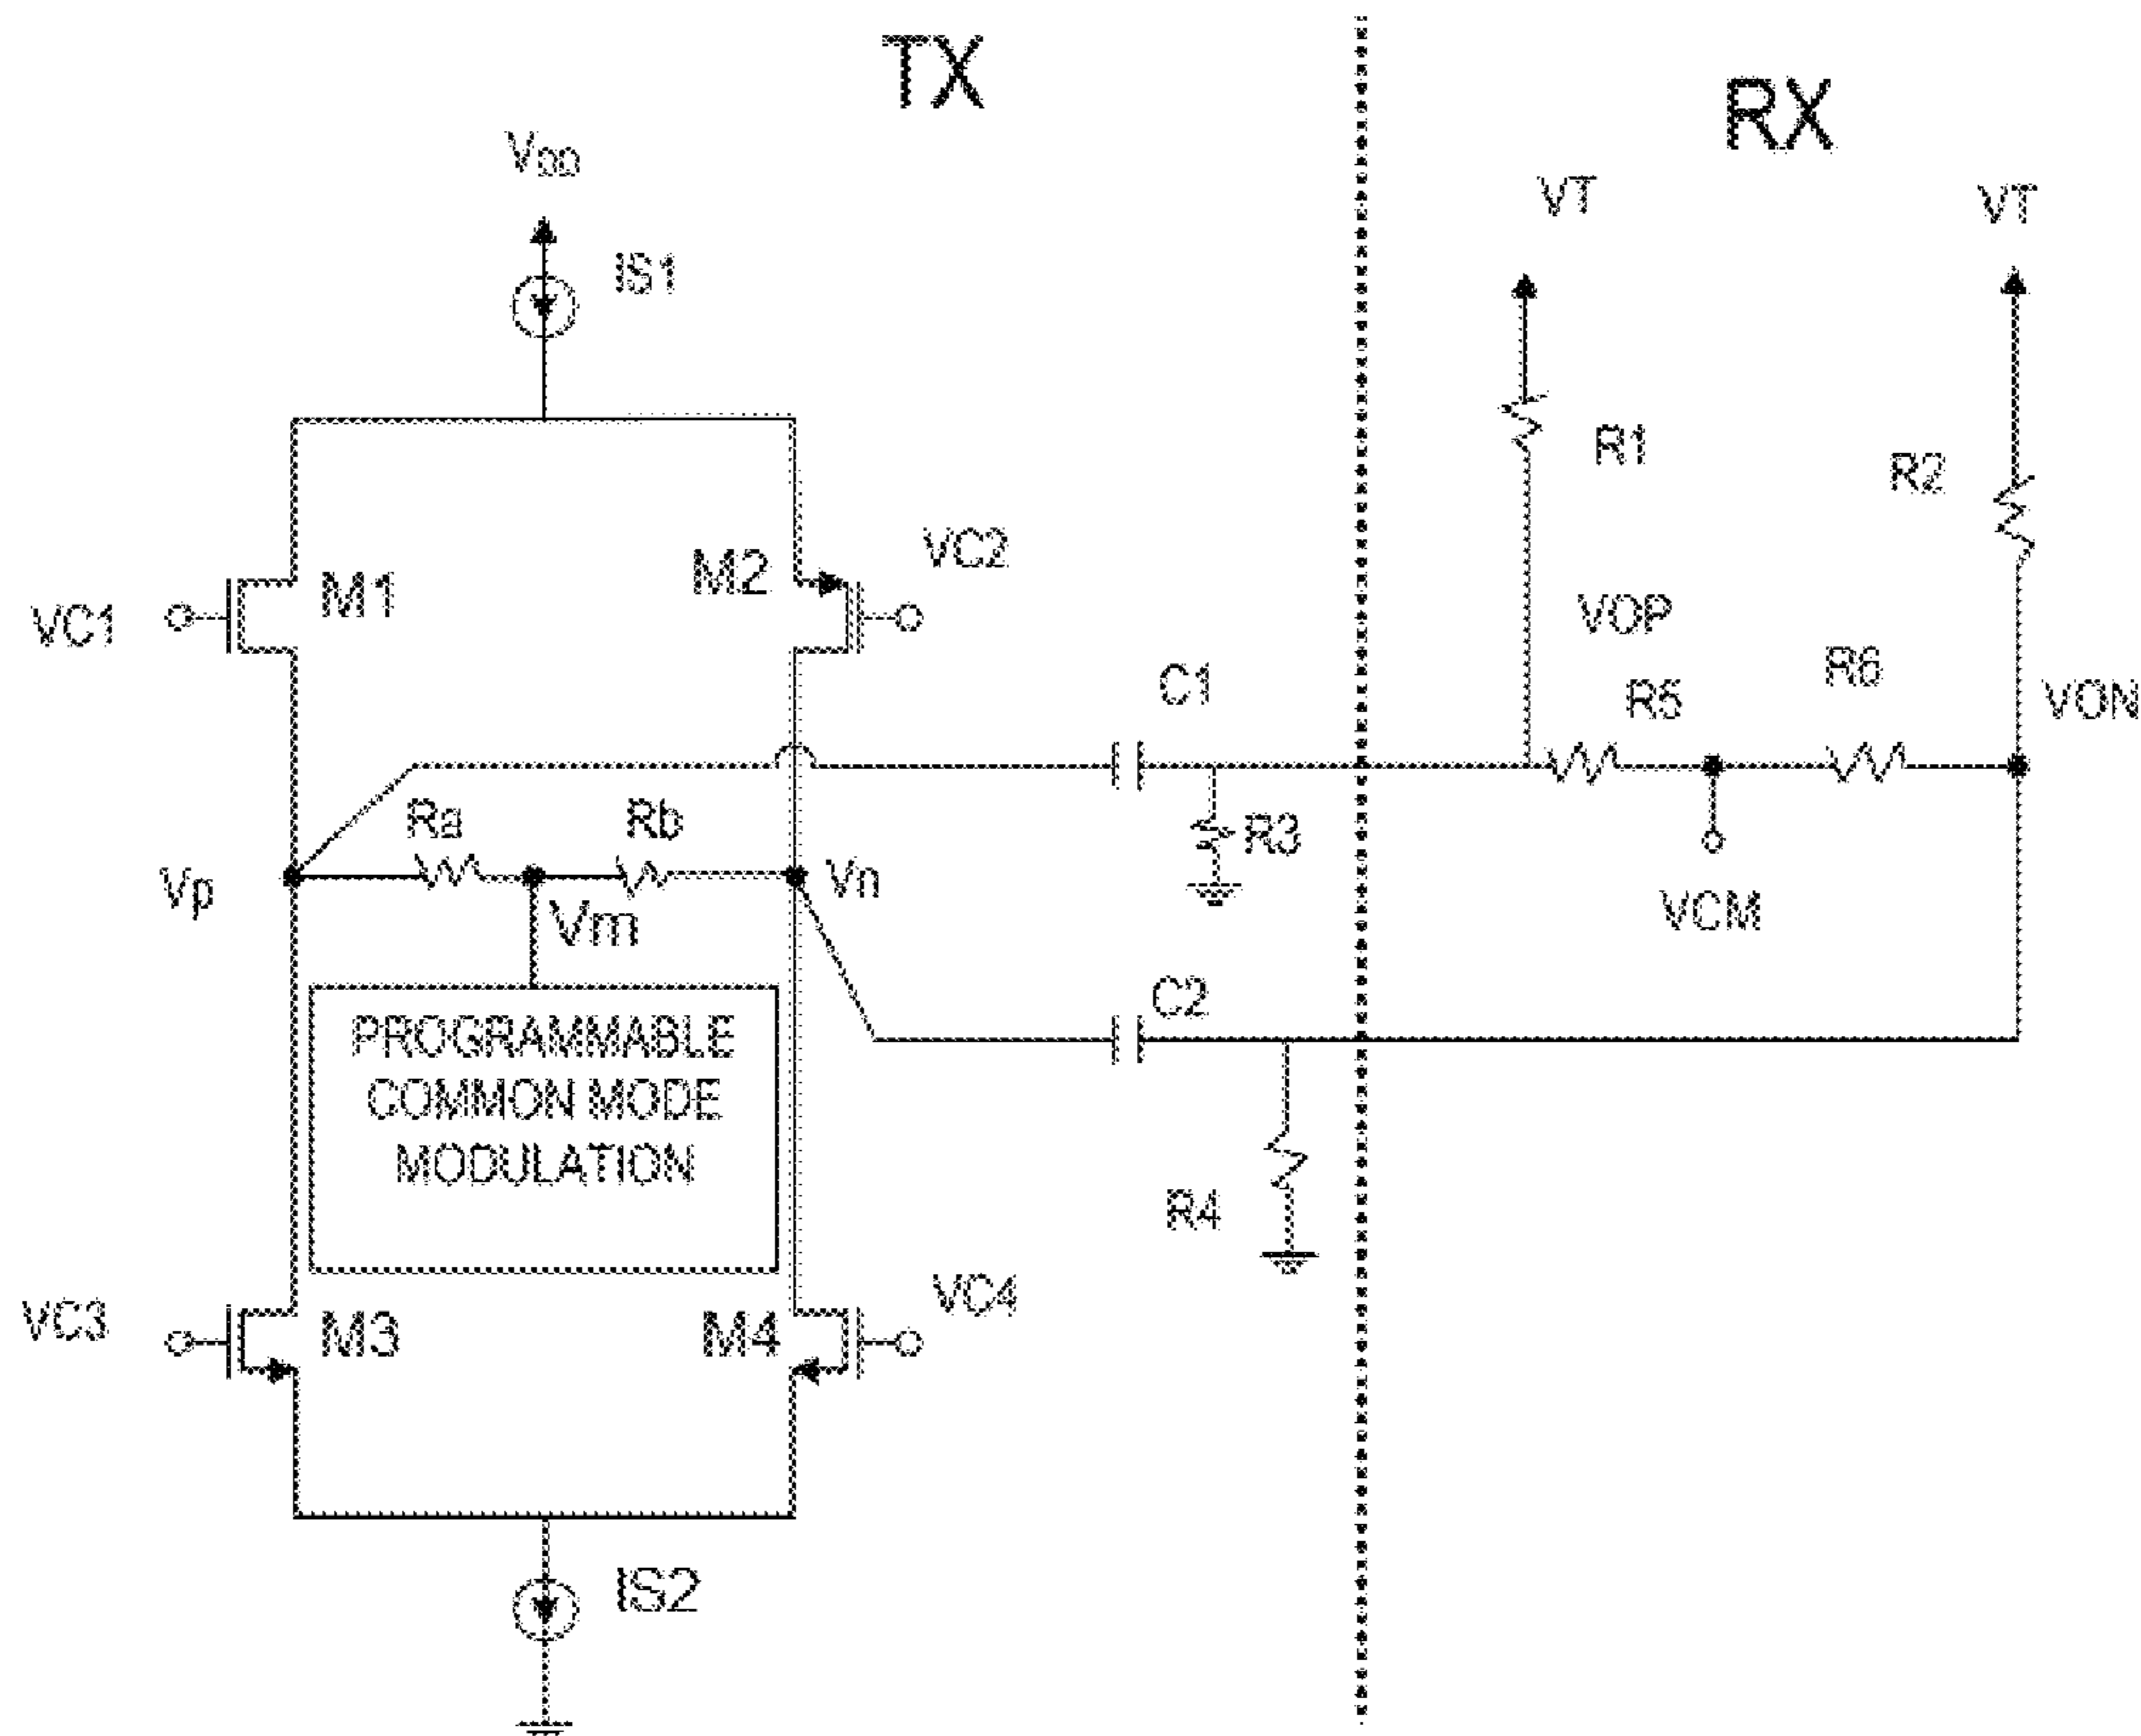 TX
RX
VDD
IS1
VT
VT
R1
R2
M1
M2
VC2
VC1
VOP
C1
R5
R6
VON
Ra
Rb
R3
Vp
Vm
Vn
VCM
PROGRAMMABLE
COMMON MODE
MODULATION
C2
R4
VC3
M3
M4
VC4
IS2